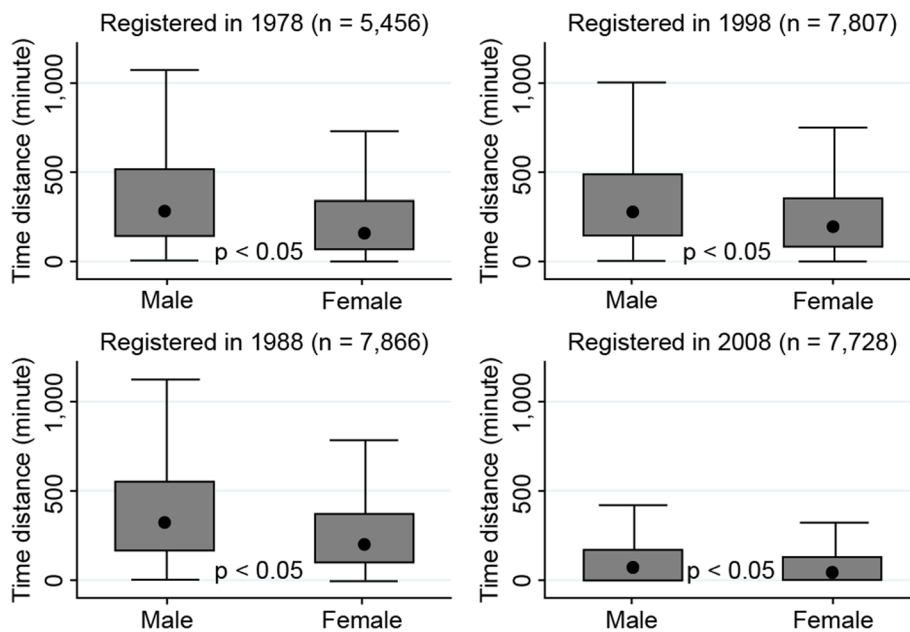 Registered in 1978 (n = 5,456)
Time distance (minute)
1,000
500
0
p < 0.05
Male
Female
Registered in 1998 (n = 7,807)
Time distance (minute)
1,000
500
0
p < 0.05
Male
Female
Registered in 1988 (n = 7,866)
Time distance (minute)
1,000
500
0
p < 0.05
Male
Female
Registered in 2008 (n = 7,728)
Time distance (minute)
1,000
500
0
p < 0.05
Male
Female